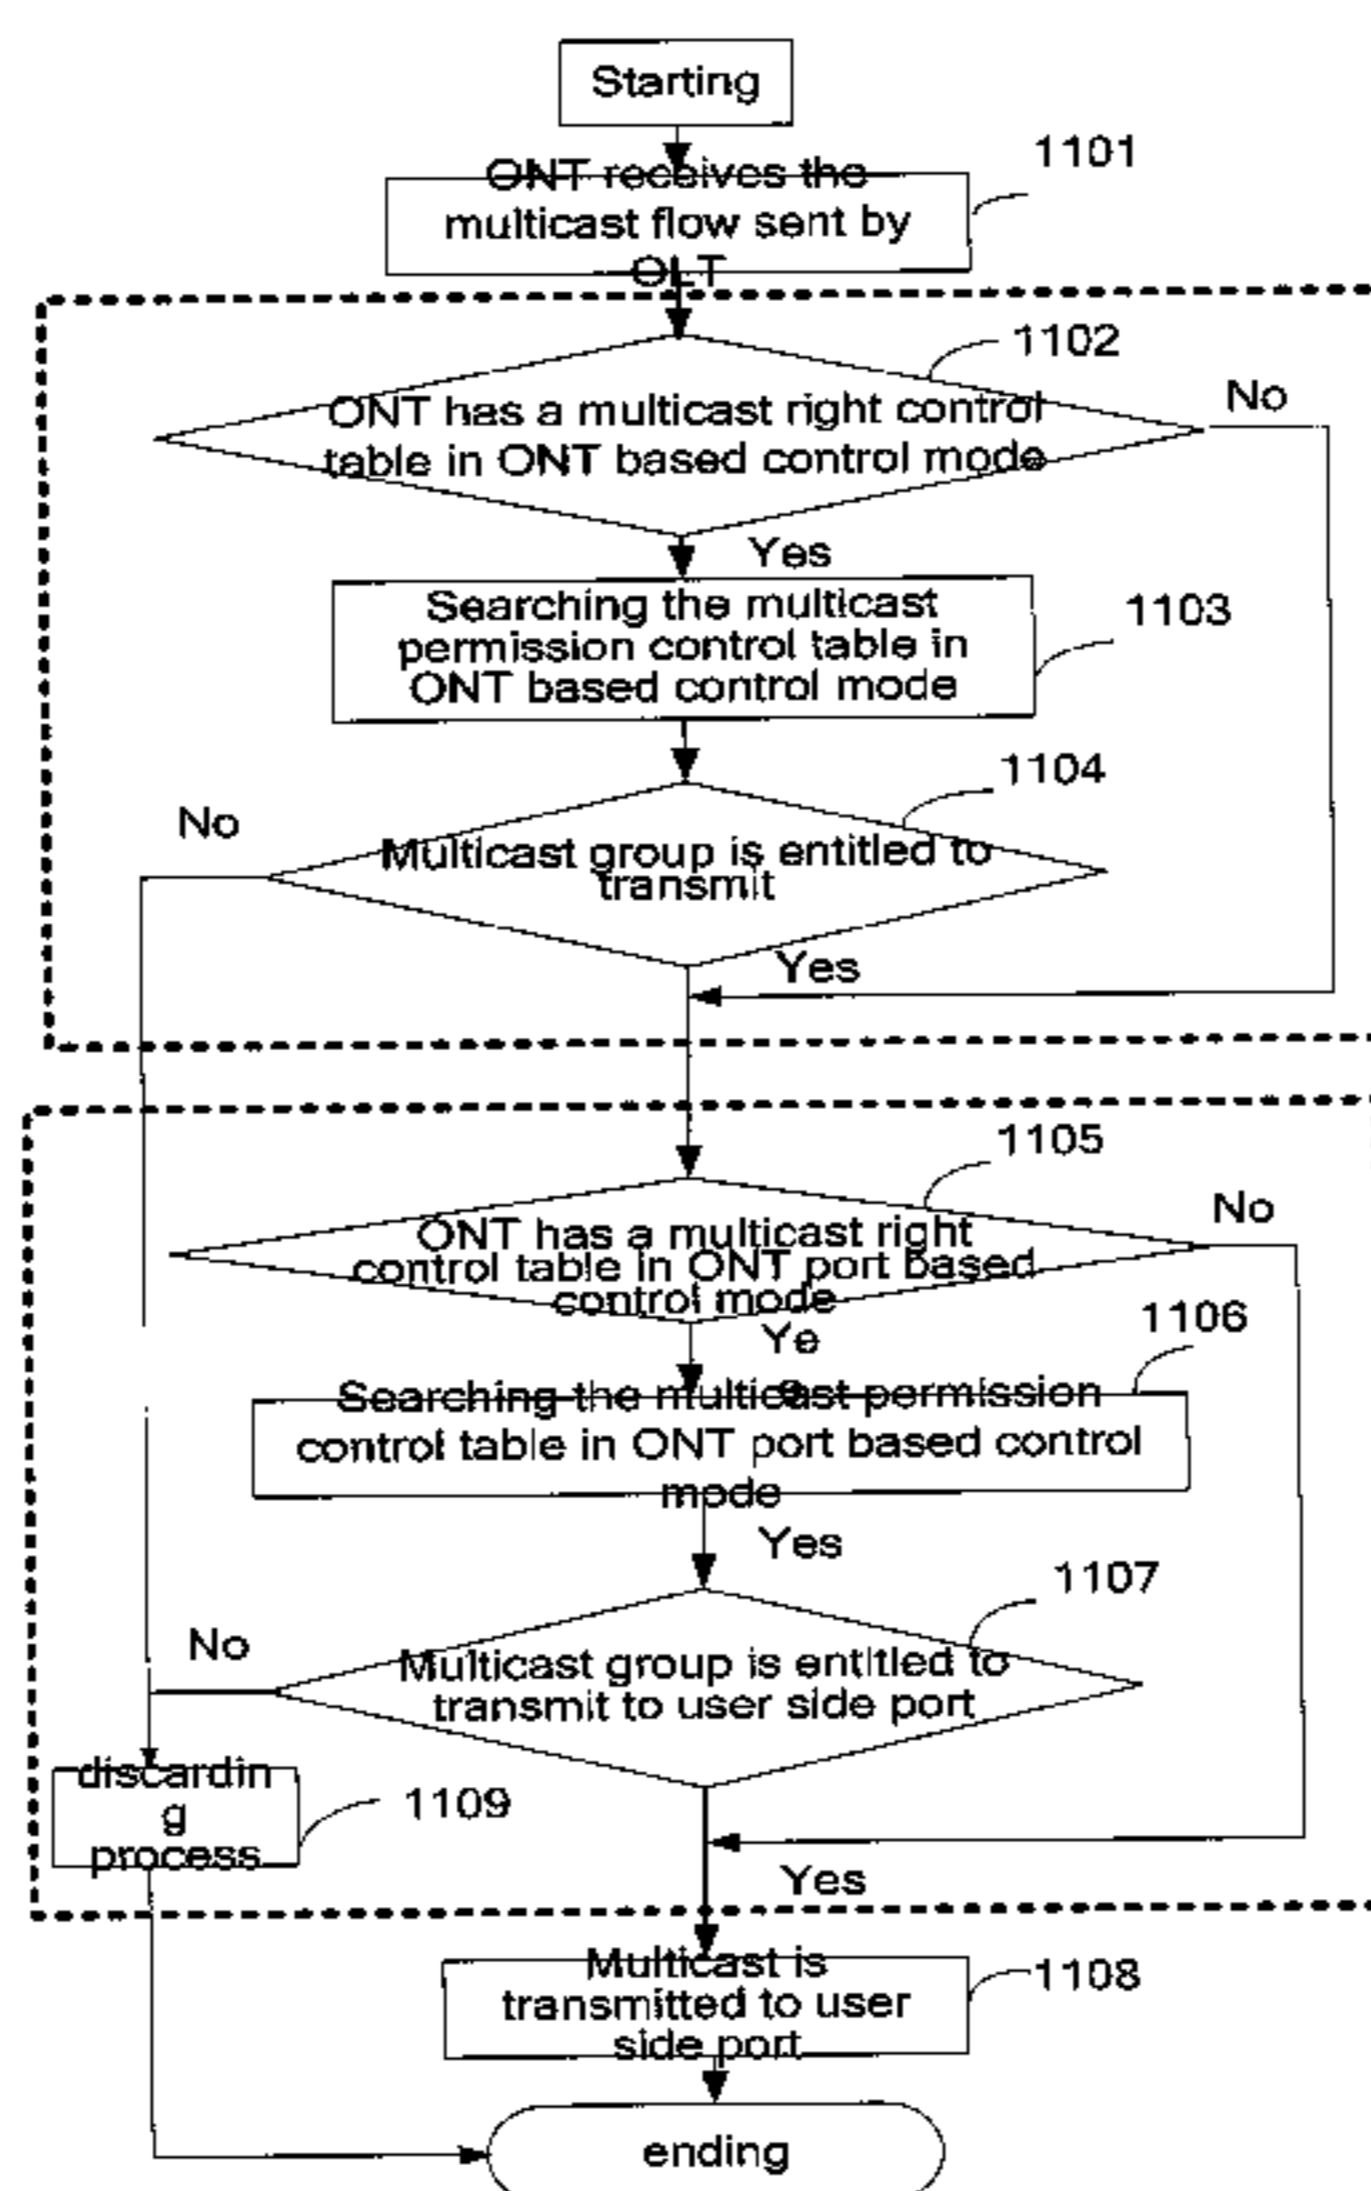 Starting
1101
ONT receives the
multicast flow sent by
OLT
1102
No
ONT has a multicast right control
table in ONT based control mode
Yes
Searching the multicast
permission control table in
ONT based control mode
1103
1104
No
Multicast group is entitled to
transmit
Yes
1105
No
ONT has a multicast right
control table in ONT port based
control mode
Ye
s
1106
Searching the multicast permission
control table in ONT port based control
mode
Yes
1107
No
Multicast group is entitled to
transmit to user side port
discardin
g
process
1109
Yes
Multicast is
transmitted to user
side port
1108
ending